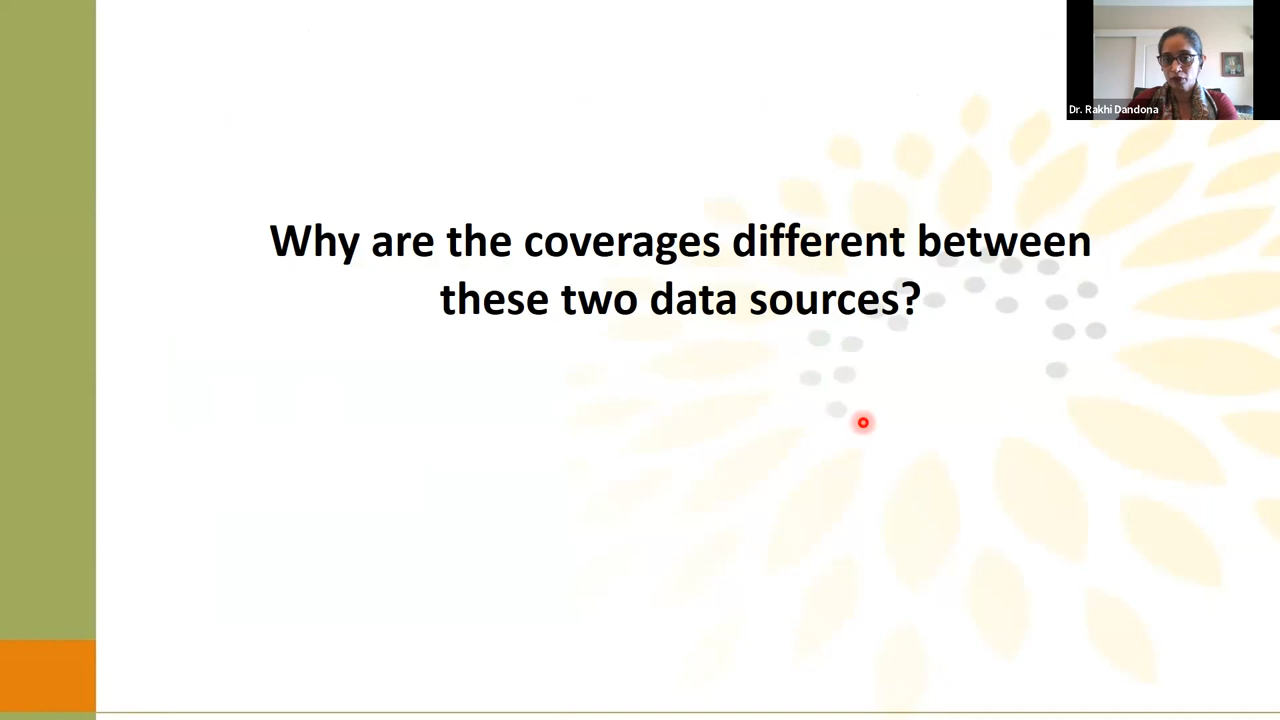 Dr. Rakhi Dandona
Why are the coverages different between
these two data sources?